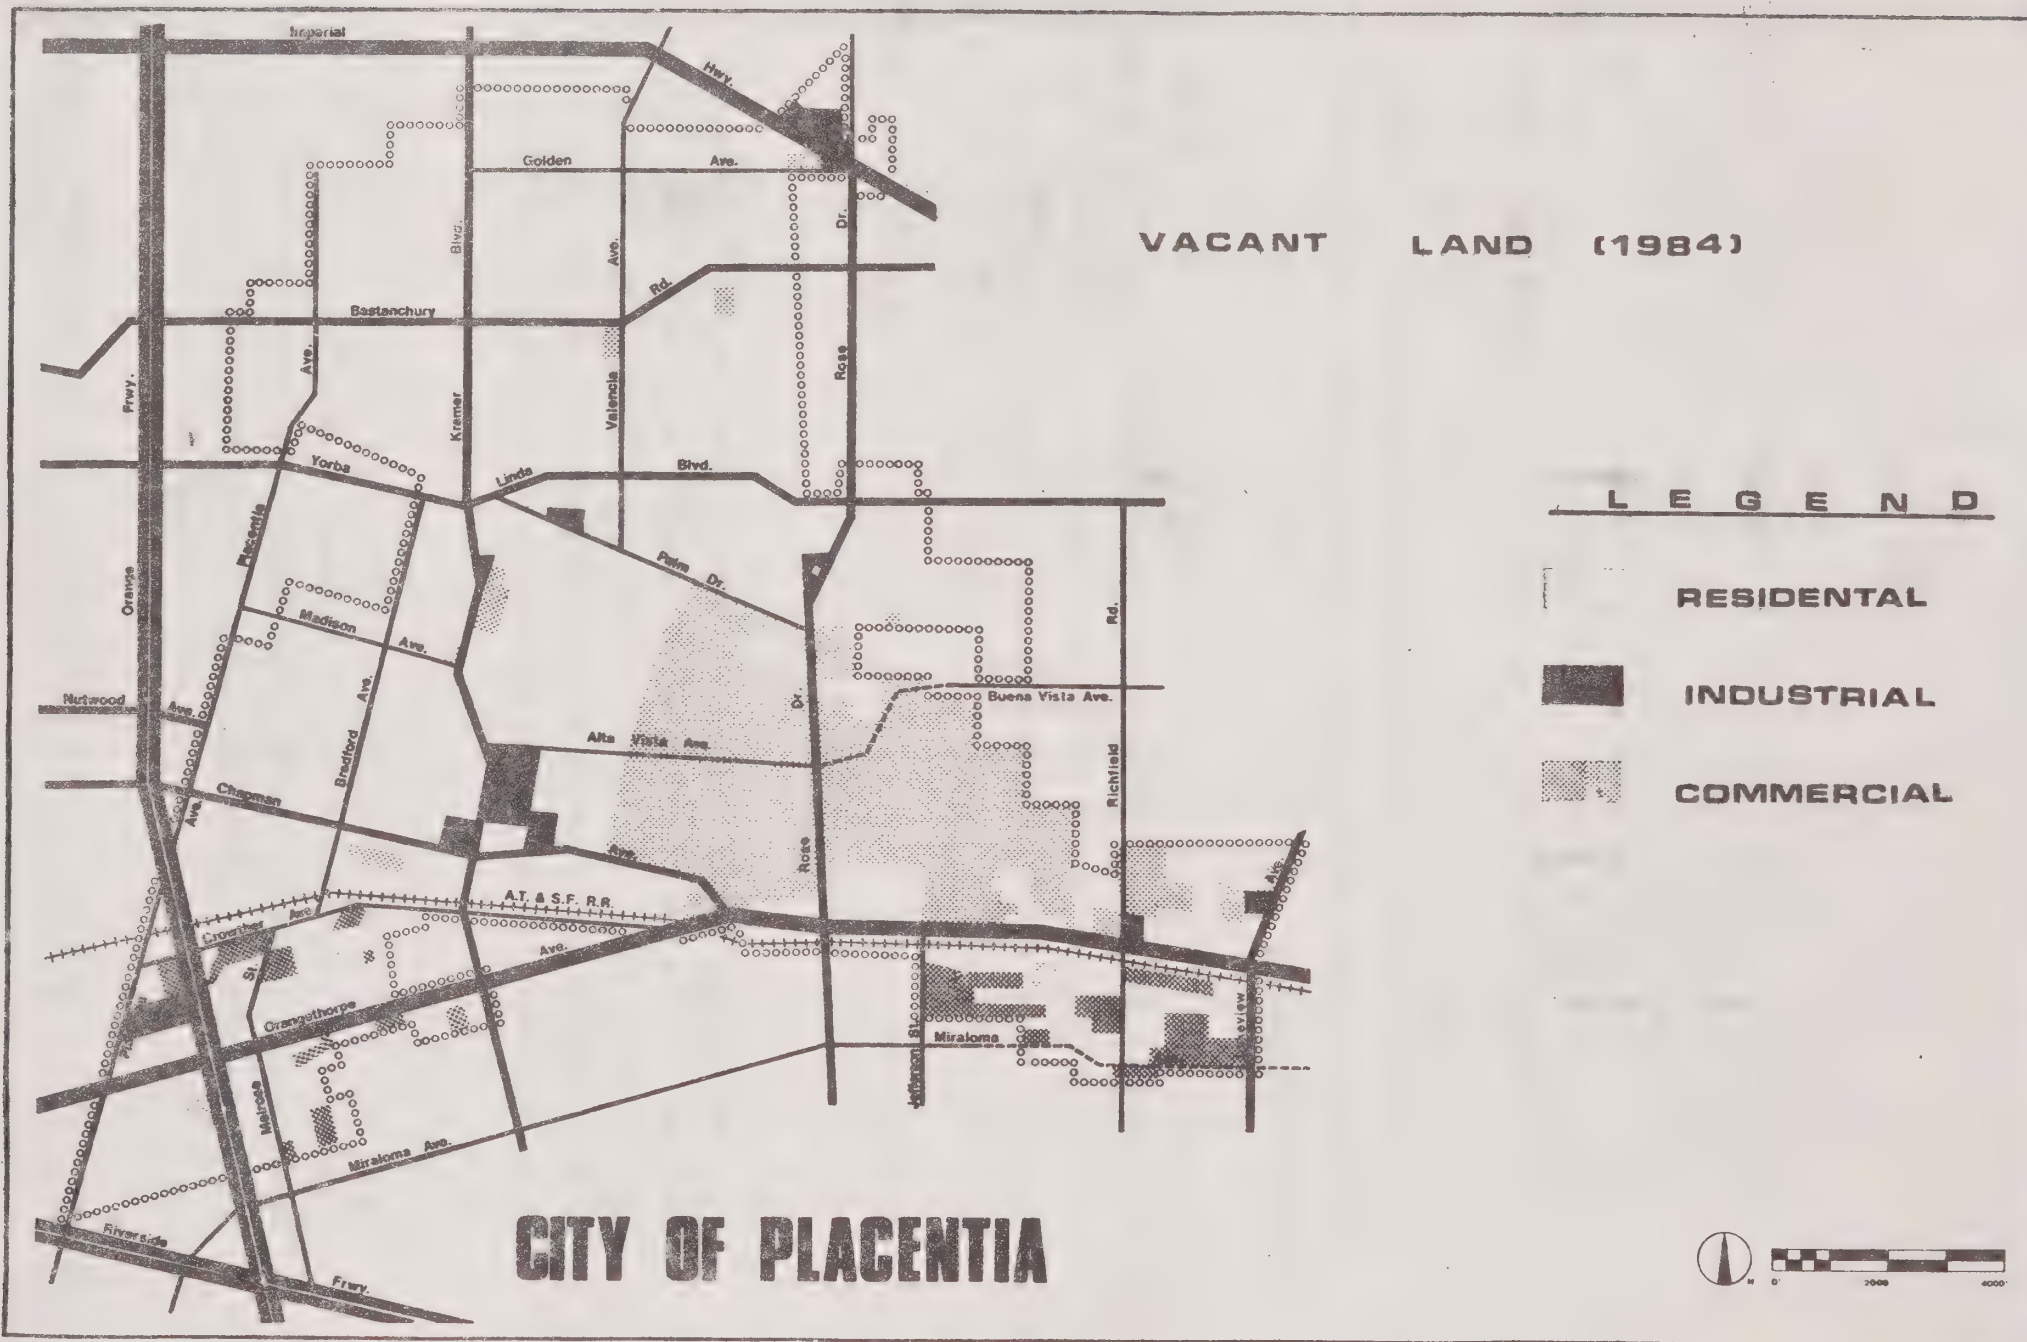 Imperial
Hwy.
Golden Ave.
Blvd.
Ave.
Dr.
VACANT LAND (1984)
Rd.
Bastanchury
Ave.
Rose
Frwy.
Kremer
Valencia
Yorba
Linda
Blvd.
LEGEND
Placentia
Palm Dr.
Orange
RESIDENTAL
Madison
Ave.
Rd.
Nutwood
Ave.
Ave.
Dr.
Buena Vista Ave.
INDUSTRIAL
Alta Vista Ave.
Bradford
Richfield
Chapman
Ave.
COMMERCIAL
Ave.
Rose
Ave.
A.T. & S.F. R.R.
Ave.
Crowther
St.
Ave.
Orangethorpe
St.
Miraloma
Jefferson
Melrose
Miraloma Ave.
Riverside
Frwy.
CITY OF PLACENTIA
N
0' 2000 4000'